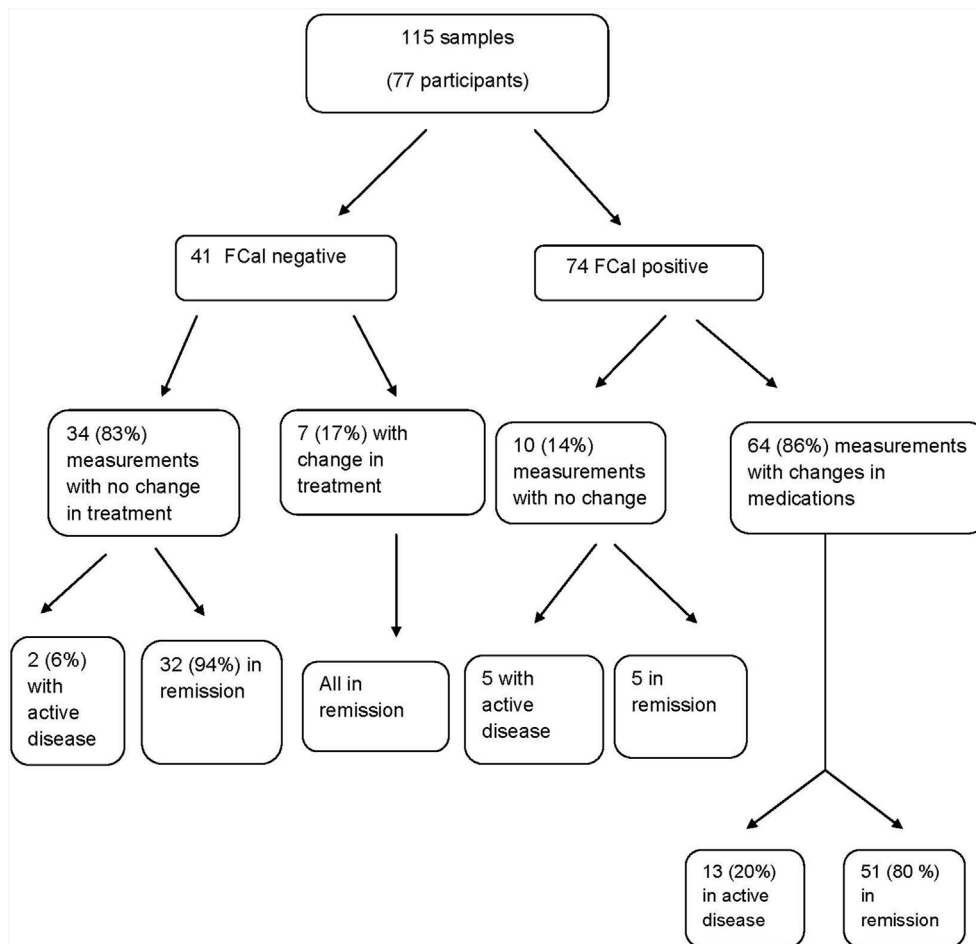 115 samples
(77 participants)
41 FCal negative
74 FCal positive
34 (83%)
measurements
with no change
in treatment
7 (17%) with
change in
treatment
10 (14%)
measurements
with no change
64 (86%) measurements
with changes in
medications
2 (6%)
with
active
disease
32 (94%) in
remission
All in
remission
5 with
active
disease
5 in
remission
13 (20%)
in active
disease
51 (80 %)
in
remission